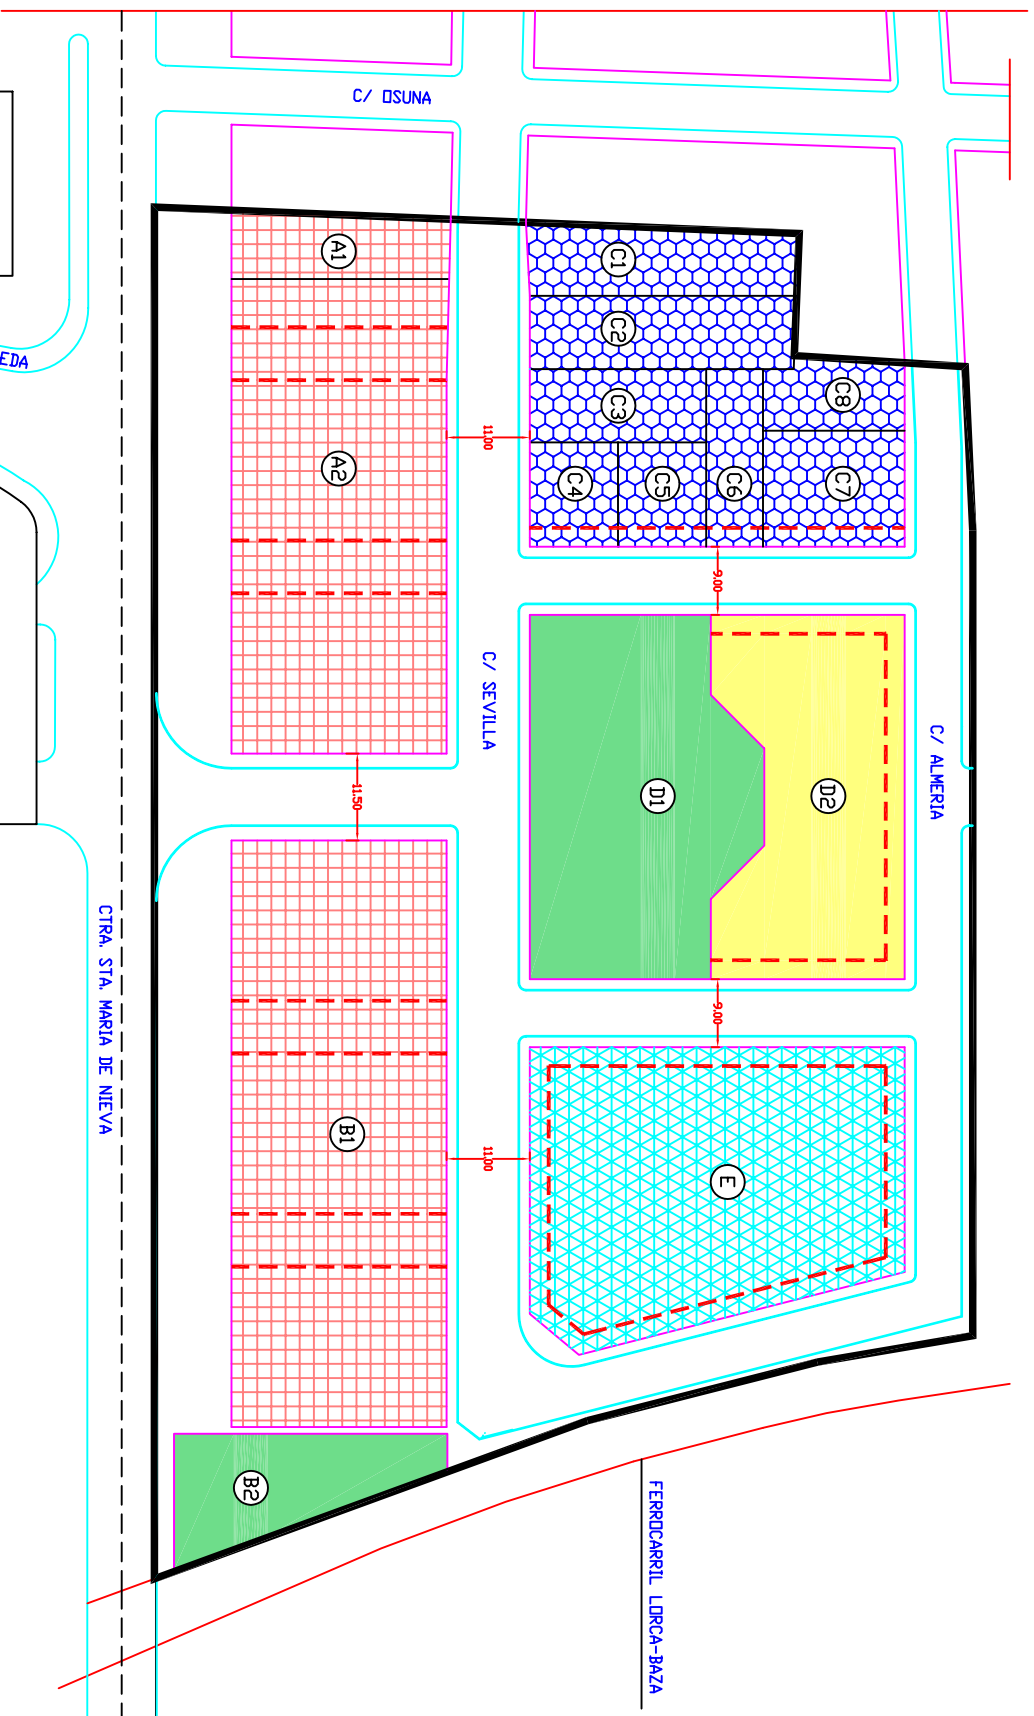 C/ OSUNA
A1
C1
C2
EDA
C8
C3
11.00
A2
C4
C5
C6
C7
9.00
C/ SEVILLA
C/ ALMERIA
11.50
D1
D2
CTRA. STA. MARIA DE NIEVA
9.00
B1
11.00
E
B2
FERROCARRIL LORCA-BAZA